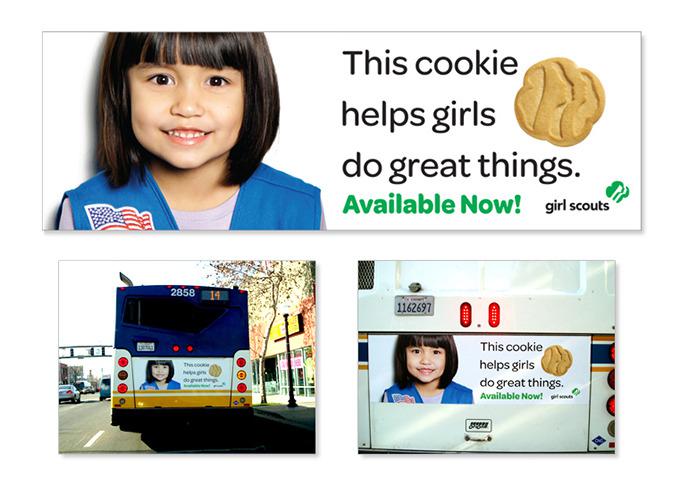 This cookie
helps girls
do great things.
Available Now!
girl scouts
2858
14
This cookie
helps girls
do great things.
Available Now!
girl scouts
1162697
This cookie
helps girls
do great things.
Available Now!
girl scouts